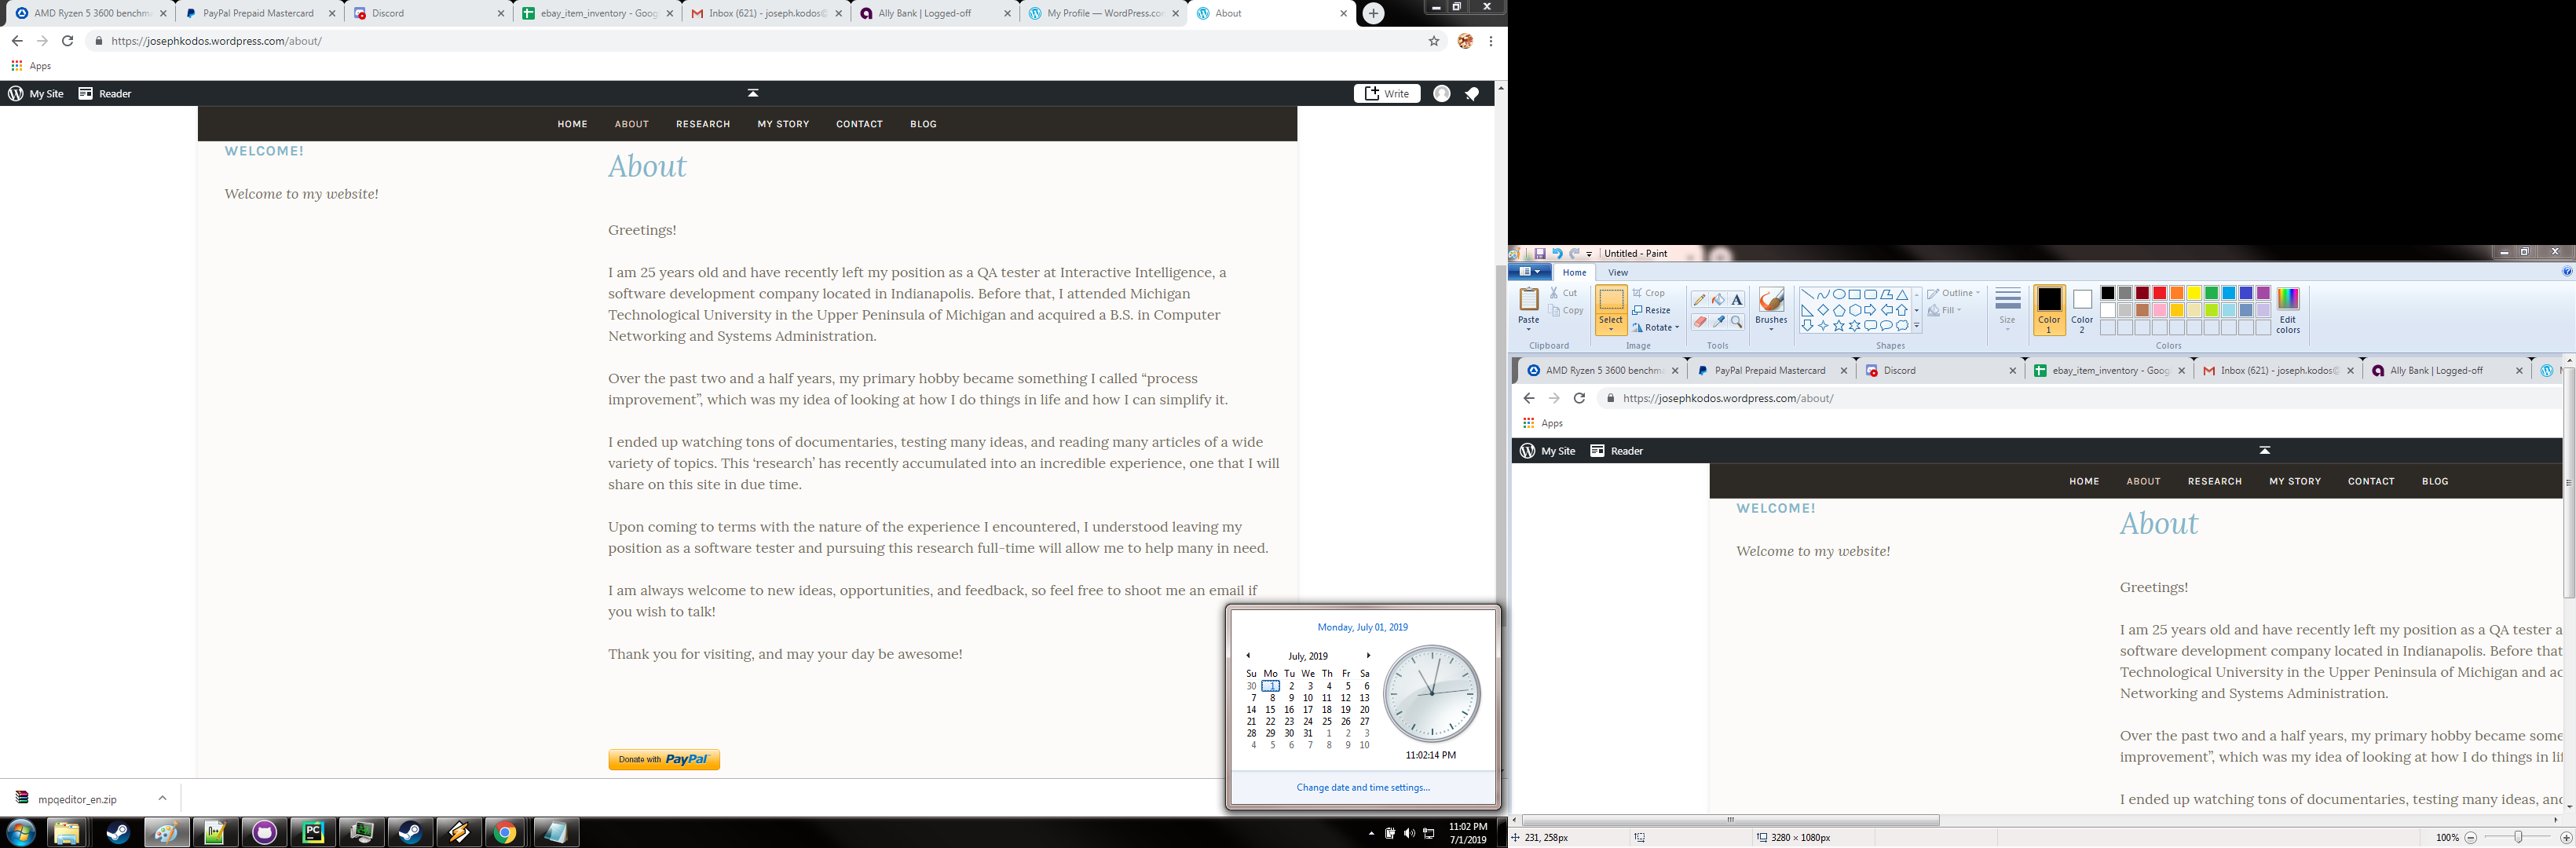 AMD Ryzen 5 3600 benchma
PayPal Prepaid Mastercard
Discord
ebay_item_inventory - Goog
Inbox (621) - joseph.kodos@
Ally Bank | Logged-off
My Profile — WordPress.com
About
https://josephkodos.wordpress.com/about/
Apps
My Site
Reader
Write
HOME
ABOUT
RESEARCH
MY STORY
CONTACT
BLOG
WELCOME!
Welcome to my website!
About
Greetings!
I am 25 years old and have recently left my position as a QA tester at Interactive Intelligence, a
software development company located in Indianapolis. Before that, I attended Michigan
Technological University in the Upper Peninsula of Michigan and acquired a B.S. in Computer
Networking and Systems Administration.
Over the past two and a half years, my primary hobby became something I called “process
improvement”, which was my idea of looking at how I do things in life and how I can simplify it.
I ended up watching tons of documentaries, testing many ideas, and reading many articles of a wide
variety of topics. This ‘research’ has recently accumulated into an incredible experience, one that I will
share on this site in due time.
Upon coming to terms with the nature of the experience I encountered, I understood leaving my
position as a software tester and pursuing this research full-time will allow me to help many in need.
I am always welcome to new ideas, opportunities, and feedback, so feel free to shoot me an email if
you wish to talk!
Thank you for visiting, and may your day be awesome!
Donate with PayPal
Monday, July 01, 2019
July, 2019
Su Mo Tu We Th Fr Sa
30 1 2 3 4 5 6
7 8 9 10 11 12 13
14 15 16 17 18 19 20
21 22 23 24 25 26 27
28 29 30 31 1 2 3
4 5 6 7 8 9 10
11:02:14 PM
Change date and time settings...
mpqeditor_en.zip
PC
11:02 PM
7/1/2019
Untitled - Paint
Home
View
Paste
Cut
Copy
Clipboard
Select
Crop
Resize
Rotate
Image
A
Tools
Brushes
Outline
Fill
Shapes
Size
Color
1
Color
2
Edit
colors
Colors
AMD Ryzen 5 3600 benchma
PayPal Prepaid Mastercard
Discord
ebay_item_inventory - Goog
Inbox (621) - joseph.kodos@
Ally Bank | Logged-off
https://josephkodos.wordpress.com/about/
Apps
My Site
Reader
HOME
ABOUT
RESEARCH
MY STORY
CONTACT
BLOG
WELCOME!
Welcome to my website!
About
Greetings!
I am 25 years old and have recently left my position as a QA tester a
software development company located in Indianapolis. Before that
Technological University in the Upper Peninsula of Michigan and ac
Networking and Systems Administration.
Over the past two and a half years, my primary hobby became some
improvement”, which was my idea of looking at how I do things in lif
I ended up watching tons of documentaries, testing many ideas, and
231, 258px
3280 × 1080px
100%